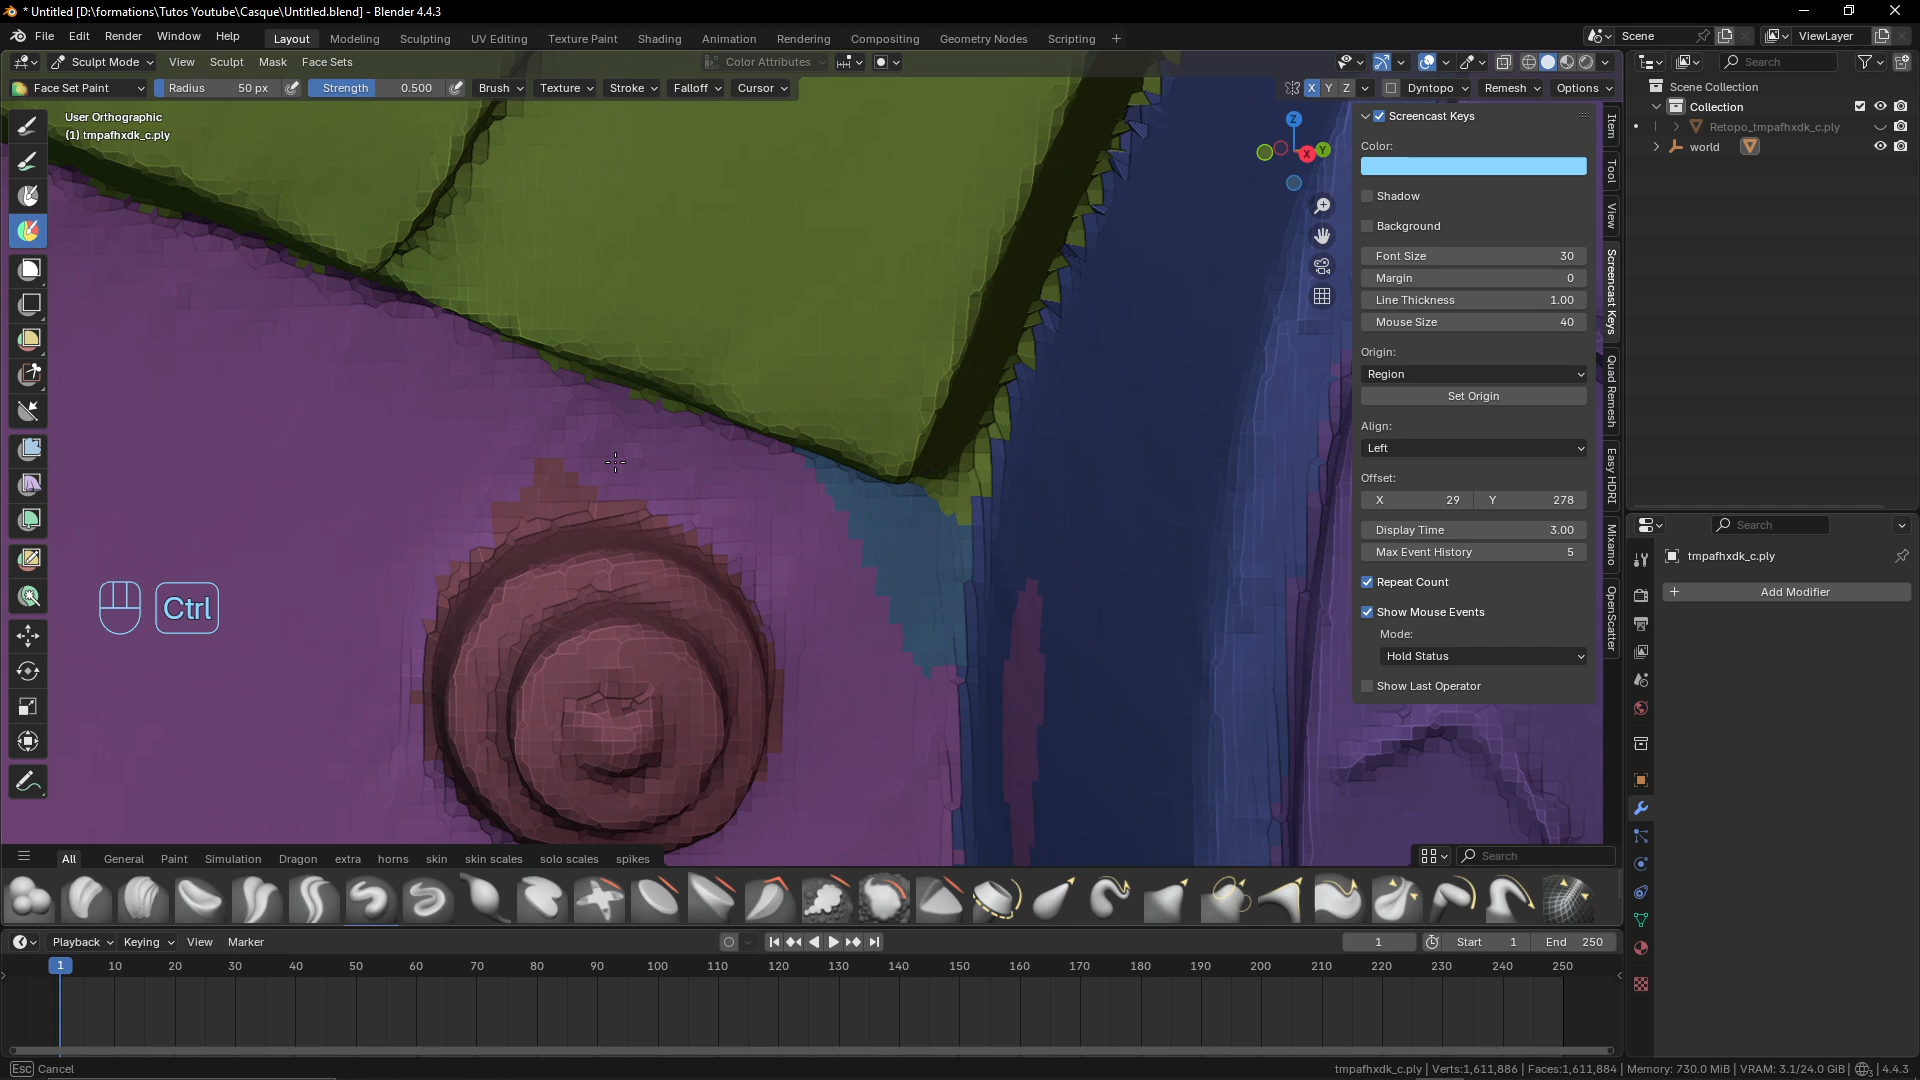 * Untitled [D:\formations\Tutos Youtube\Casque\Untitled.blend] - Blender 4.4.3
File Edit Render Window Help Layout Modeling Sculpting UV Editing Texture Paint Shading Animation Rendering Compositing Geometry Nodes Scripting + Scene ViewLayer
Sculpt Mode View Sculpt Mask Face Sets Color Attributes Search
Face Set Paint Radius 50 px Strength 0.500 Brush Texture Stroke Falloff Cursor X Y Z Dyntopo Remesh Options
Scene Collection
Collection
Retopo_tmpafhxdk_c.ply
world
User Orthographic
(1) tmpafhxdk_c.ply
Z
Y
X
Screencast Keys
Color:
Shadow
Background
Font Size 30
Margin 0
Line Thickness 1.00
Mouse Size 40
Origin:
Region
Set Origin
Align:
Left
Offset:
X 29 Y 278
Display Time 3.00
Max Event History 5
Repeat Count
Show Mouse Events
Mode:
Hold Status
Show Last Operator
Item
Tool
View
Screencast Keys
Quad Remesh
Easy HDRI
Mixamo
OpenScatter
Search
tmpafhxdk_c.ply
+ Add Modifier
Ctrl
All General Paint Simulation Dragon extra horns skin skin scales solo scales spikes Search
Playback Keying View Marker 1 Start 1 End 250
1 10 20 30 40 50 60 70 80 90 100 110 120 130 140 150 160 170 180 190 200 210 220 230 240 250
Esc Cancel
tmpafhxdk_c.ply | Verts:1,611,886 | Faces:1,611,884 | Memory: 730.0 MiB | VRAM: 3.1/24.0 GiB | 3 | 4.4.3